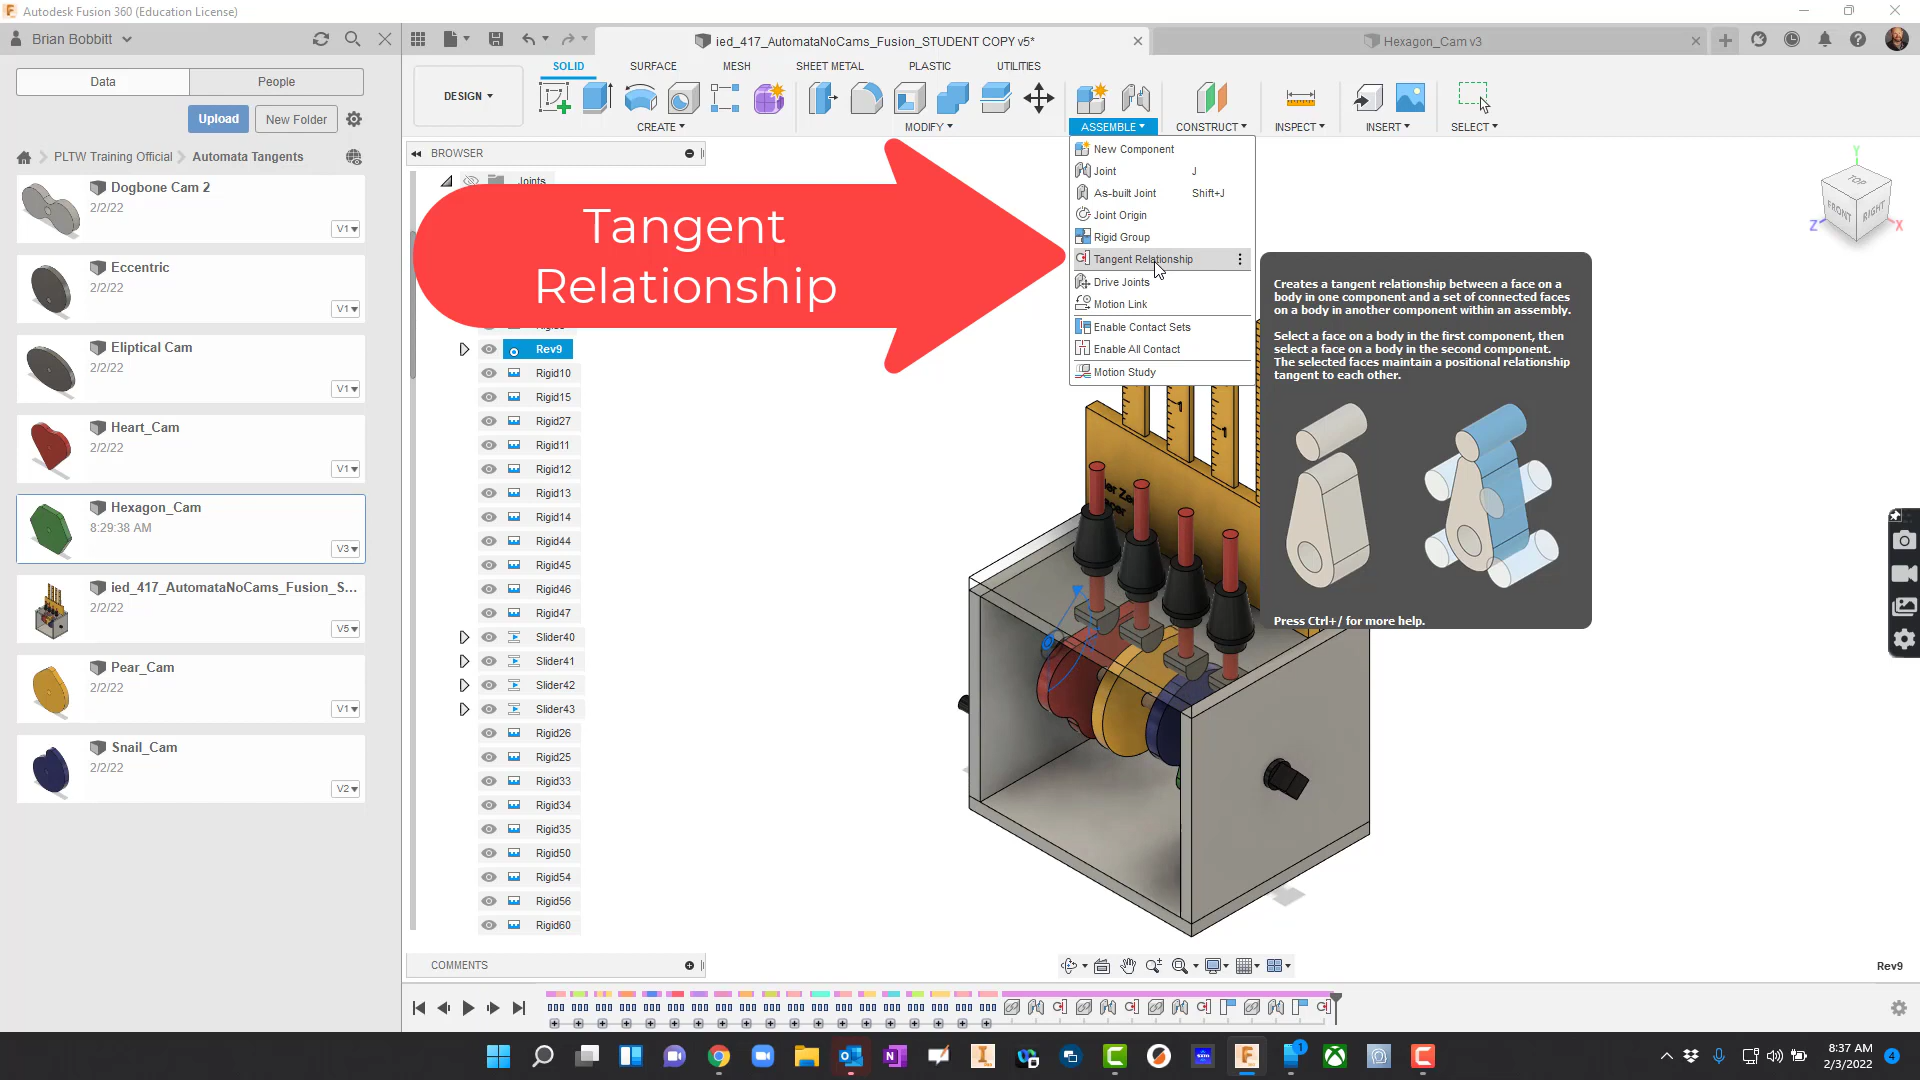 Autodesk Fusion 360 (Education License)
Brian Bobbitt
ied_417_AutomataNoCams_Fusion_STUDENT COPY v5*
Hexagon_Cam v3
Data
People
SOLID
SURFACE
MESH
SHEET METAL
PLASTIC
UTILITIES
DESIGN
Upload
New Folder
CREATE
MODIFY
ASSEMBLE
CONSTRUCT
INSPECT
INSERT
SELECT
PLTW Training Official
Automata Tangents
BROWSER
Joints
Dogbone Cam 2
2/2/22
V1
Eccentric
2/2/22
V1
Eliptical Cam
2/2/22
V1
Heart_Cam
2/2/22
V1
Hexagon_Cam
8:29:38 AM
V3
ied_417_AutomataNoCams_Fusion_S...
2/2/22
V5
Pear_Cam
2/2/22
V1
Snail_Cam
2/2/22
V2
Tangent
Relationship
Rev9
Rigid10
Rigid15
Rigid27
Rigid11
Rigid12
Rigid13
Rigid14
Rigid44
Rigid45
Rigid46
Rigid47
Slider40
Slider41
Slider42
Slider43
Rigid26
Rigid25
Rigid33
Rigid34
Rigid35
Rigid50
Rigid54
Rigid56
Rigid60
New Component
Joint J
As-built Joint Shift+J
Joint Origin
Rigid Group
Tangent Relationship
Drive Joints
Motion Link
Enable Contact Sets
Enable All Contact
Motion Study
Creates a tangent relationship between a face on a
body in one component and a set of connected faces
on a body in another component within an assembly.
Select a face on a body in the first component, then
select a face on a body in the second component.
The selected faces maintain a positional relationship
tangent to each other.
Press Ctrl+/ for more help.
Y
TOP
FRONT
RIGHT
Z
X
1
1
COMMENTS
Rev9
8:37 AM
2/3/2022
4